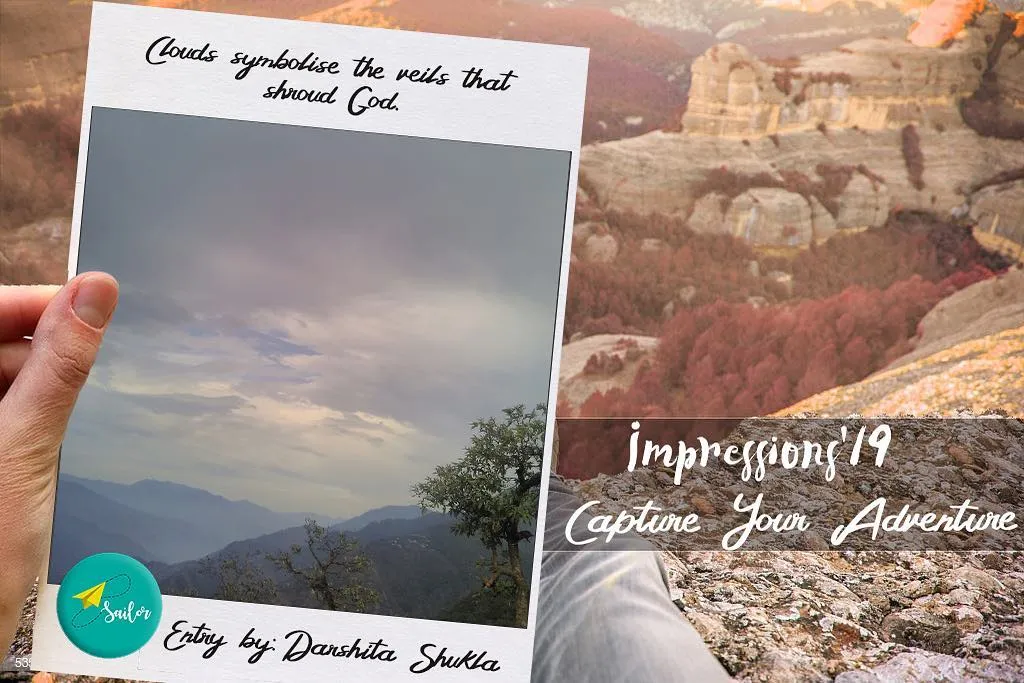 Clouds symbolise the veils that
shroud God.
Impressions'19
Capture Your Adventure
Sailor
Entry by: Darshita Shukla